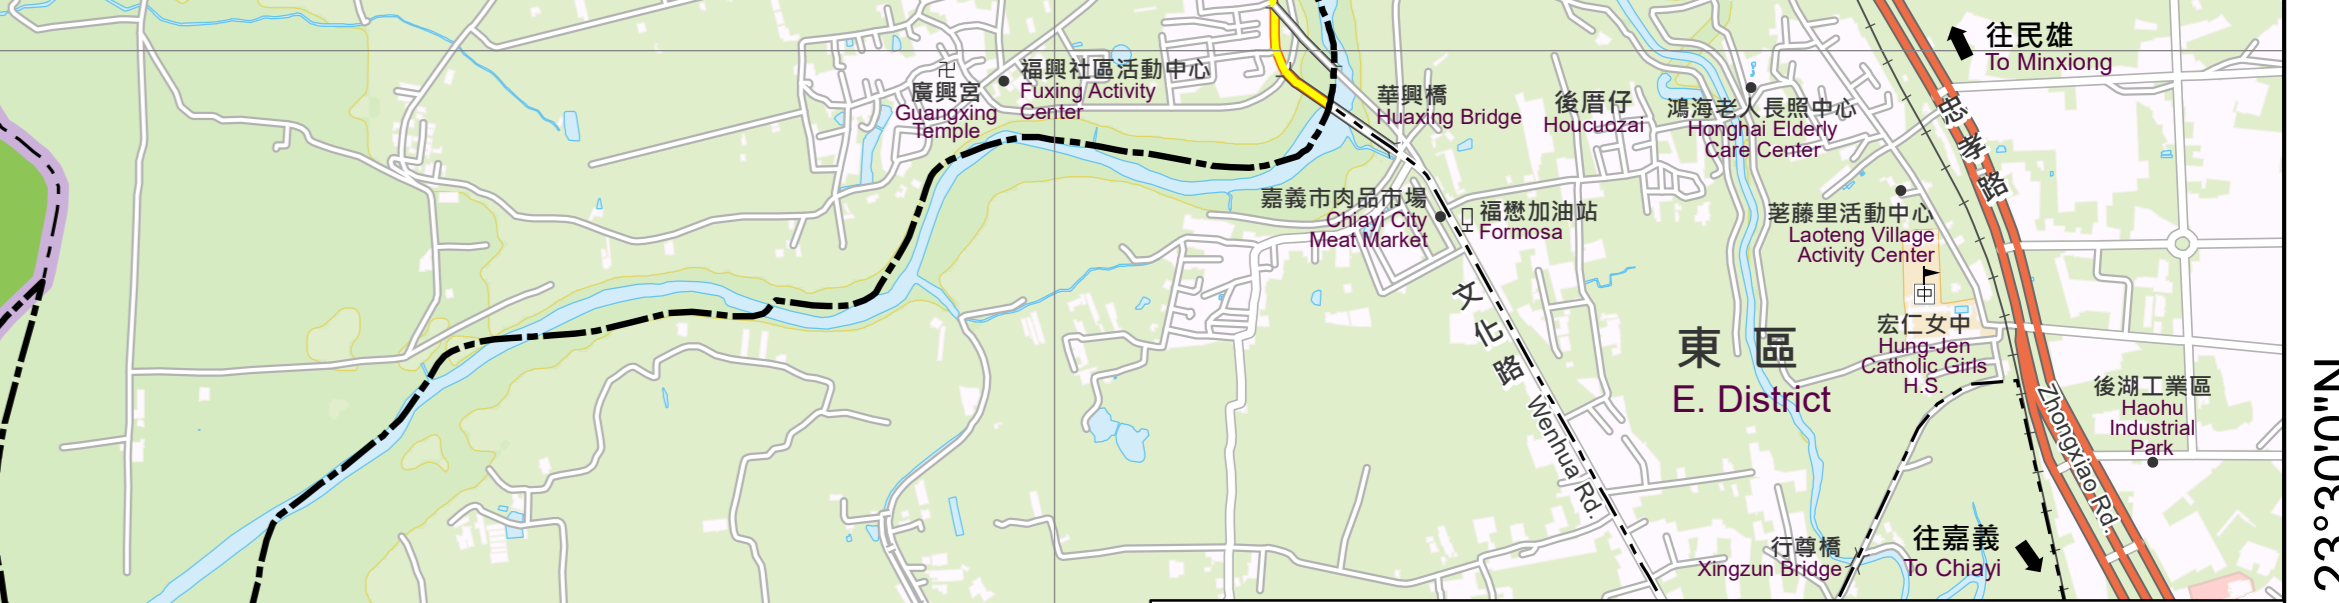 往民雄
To Minxiong
卍
廣興宮
Guangxing
Temple
福興社區活動中心
Fuxing Activity
Center
華興橋
Huaxing Bridge
後厝仔
Houcuozai
鴻海老人長照中心
Honghai Elderly
Care Center
忠孝路
嘉義市肉品市場
Chiayi City
Meat Market
福懋加油站
Formosa
荖藤里活動中心
Laoteng Village
Activity Center
中
宏仁女中
Hung-Jen
Catholic Girls
H.S.
文化路
Wenhua Rd.
東區
E. District
Zhongxiao Rd.
後湖工業區
Haohu
Industrial
Park
行尊橋
Xingzun Bridge
往嘉義
To Chiayi
23°30'0"N